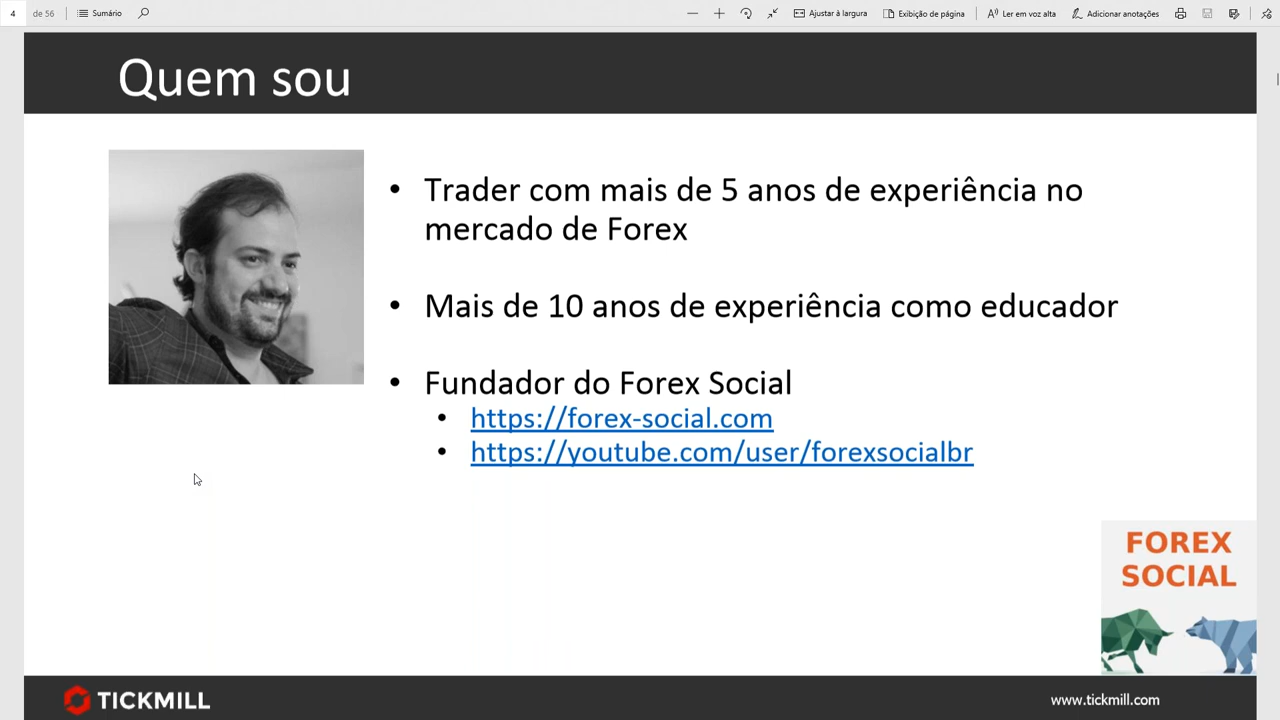 4 de 56 Sumário Ajustar à largura Exibição de página Ler em voz alta Adicionar anotações
Quem sou
• Trader com mais de 5 anos de experiência no
mercado de Forex
• Mais de 10 anos de experiência como educador
• Fundador do Forex Social
• https://forex-social.com
• https://youtube.com/user/forexsocialbr
FOREX
SOCIAL
TICKMILL
www.tickmill.com